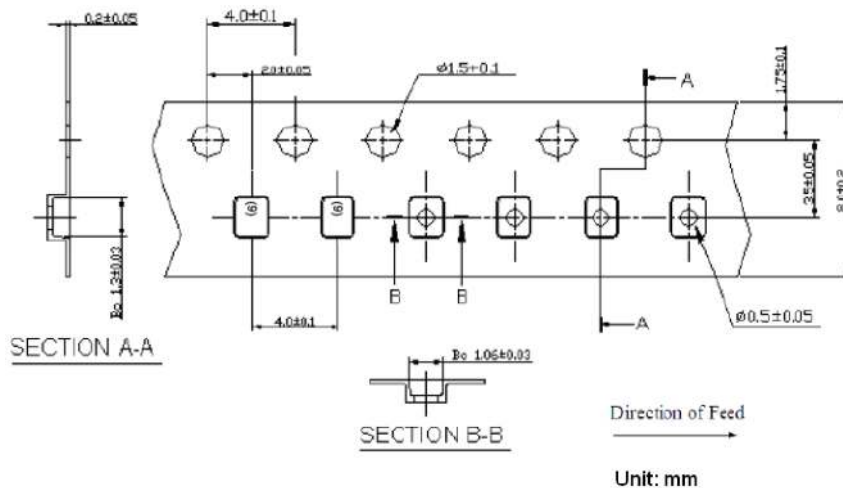 0.2±0.05
4.0±0.1
2.0±0.05
Ø1.5+0.1
A
1.75±0.1
3.5±0.05
(6)
(6)
Bo 1.3±0.03
B
B
4.0±0.1
A
Ø0.5±0.05
SECTION A-A
Bo 1.06±0.03
SECTION B-B
Direction of Feed
Unit: mm